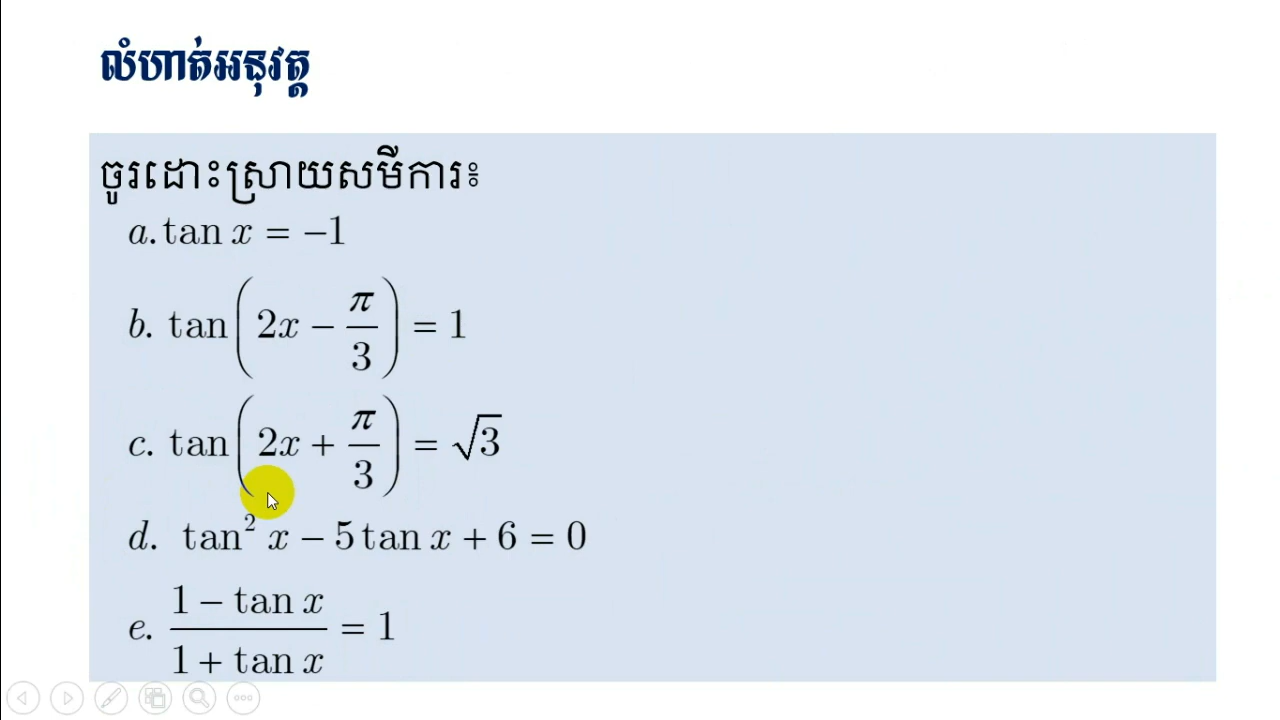 លំហាត់អនុវត្ត
ចូរដោះស្រាយសមីការ៖
a. tan x = −1
b. tan(2x − π/3) = 1
c. tan(2x + π/3) = √3
d. tan² x − 5 tan x + 6 = 0
e. (1 − tan x)/(1 + tan x) = 1